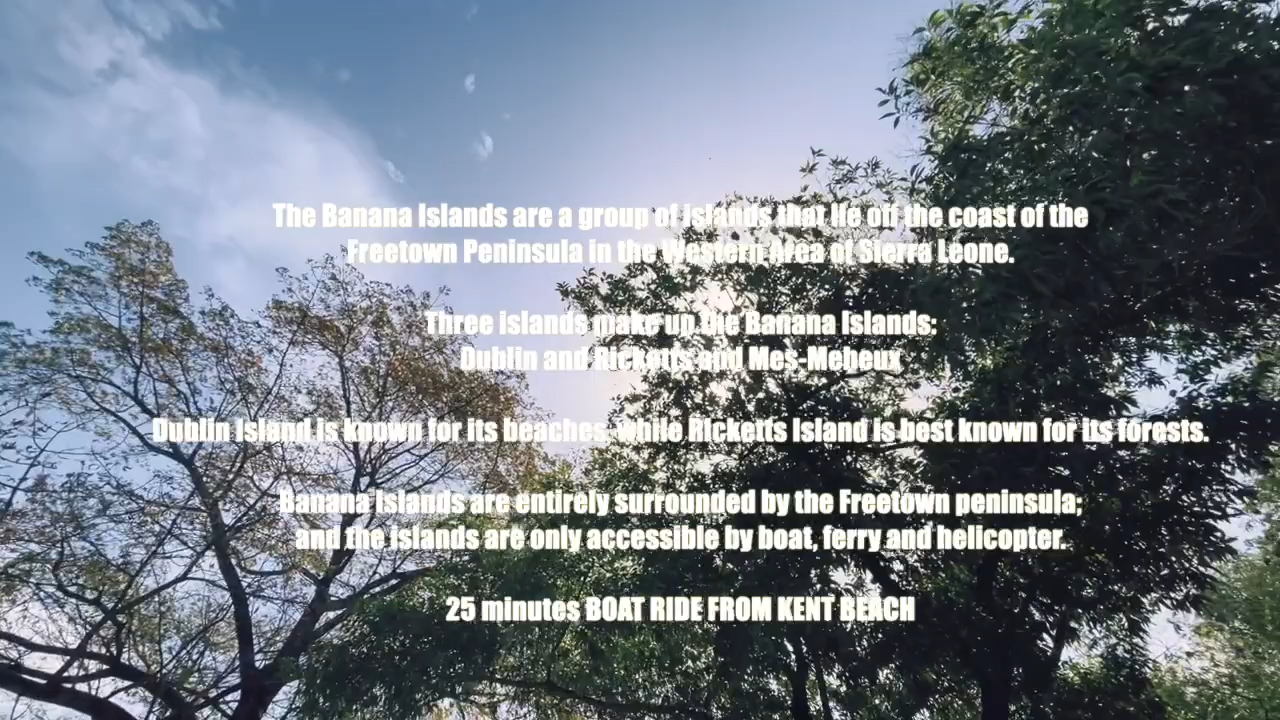 The Banana Islands are a group of islands that lie off the coast of the
Freetown Peninsula in the Western Area of Sierra Leone.
Three islands make up the Banana Islands:
Dublin and Ricketts and Mes-Meheux
Dublin Island is known for its beaches, while Ricketts Island is best known for its forests.
Banana Islands are entirely surrounded by the Freetown peninsula;
and the islands are only accessible by boat, ferry and helicopter.
25 minutes BOAT RIDE FROM KENT BEACH